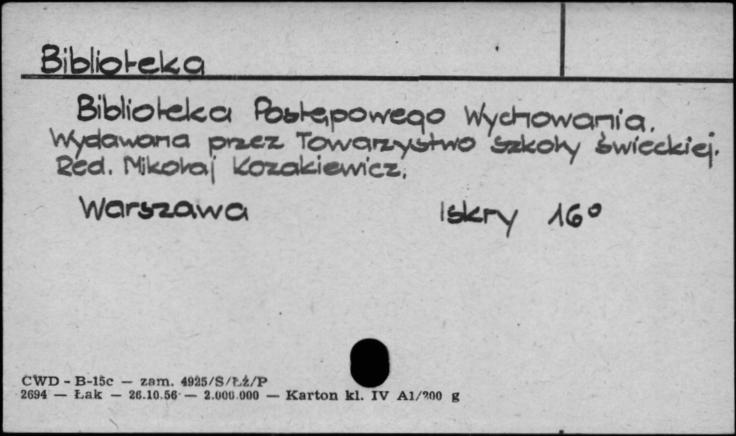 Biblioteka
Biblioteka Postępowego Wychowania.
Wydawana przez Towarzystwo Szkoły Świeckiej.
Red. Mikołaj Kozakiewicz.
Warszawa Iskry 16°
CWD - B-15c — zam. 4925/S/Łź/P
2694 — Łak — 26.10.56 — 2.000.000 — Karton kl. IV A1/200 g